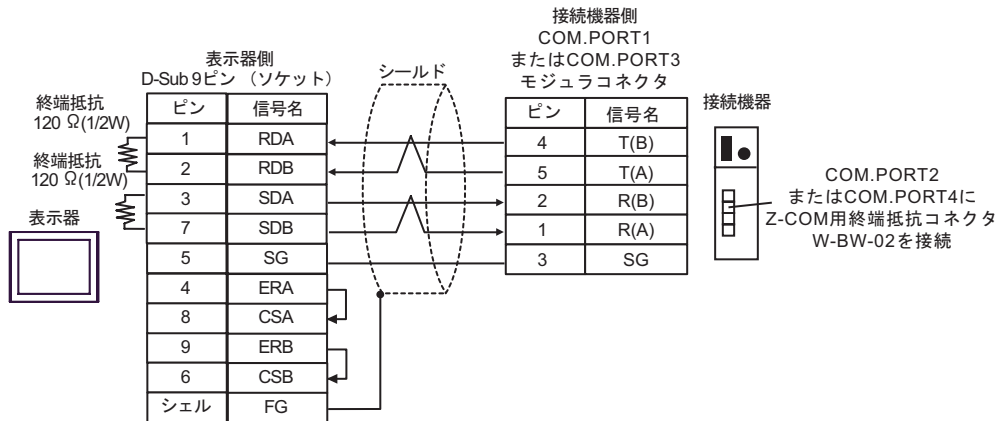 接続機器側
COM.PORT1
またはCOM.PORT3
モジュラコネクタ
表示器側
D-Sub 9ピン （ソケット）
シールド
接続機器
終端抵抗
120 Ω(1/2W)
終端抵抗
120 Ω(1/2W)
表示器
ピン 信号名
1 RDA
2 RDB
3 SDA
7 SDB
5 SG
4 ERA
8 CSA
9 ERB
6 CSB
シェル FG
ピン 信号名
4 T(B)
5 T(A)
2 R(B)
1 R(A)
3 SG
COM.PORT2
またはCOM.PORT4に
Z-COM用終端抵抗コネクタ
W-BW-02を接続